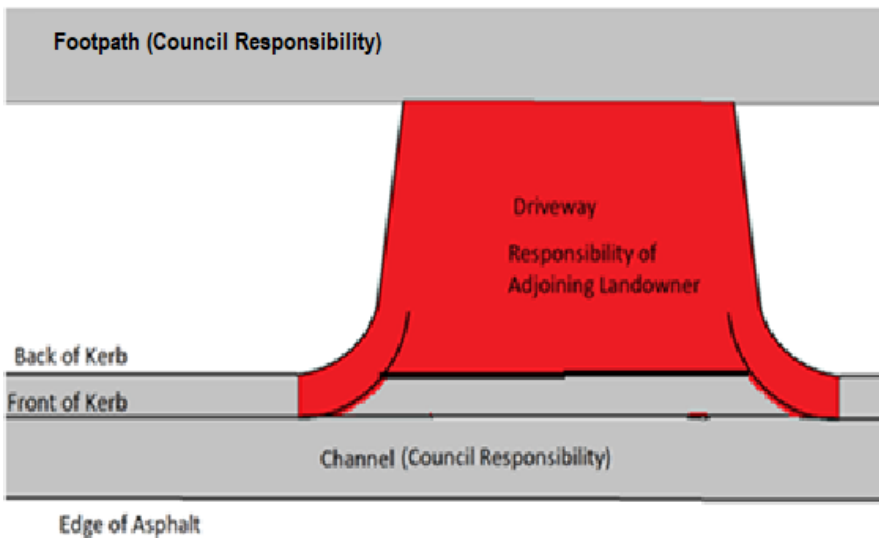 Footpath (Council Responsibility)
Driveway
Responsibility of
Adjoining Landowner
Back of Kerb
Front of Kerb
Channel (Council Responsibility)
Edge of Asphalt